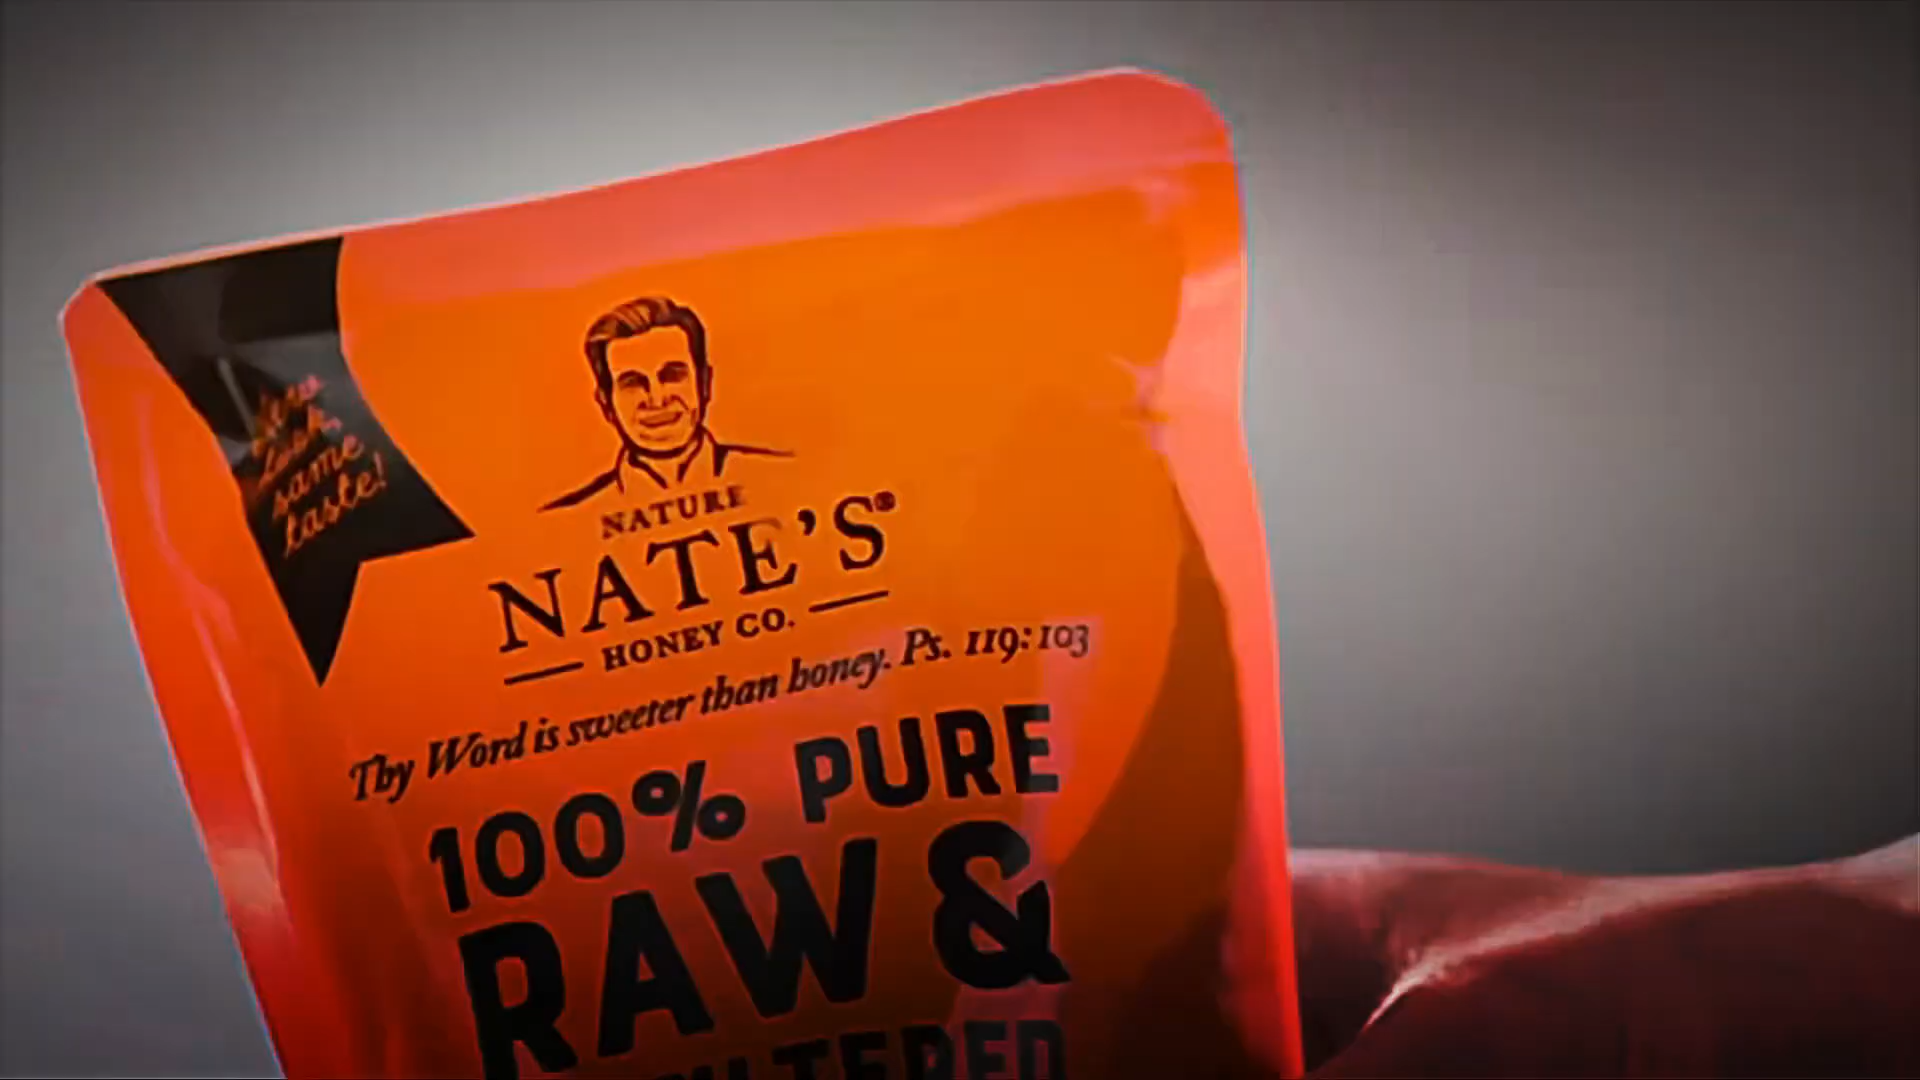 New
Look,
same
taste!
NATURE
NATE'S®
HONEY CO.
Thy Word is sweeter than honey. Ps. 119:103
100% PURE
RAW &